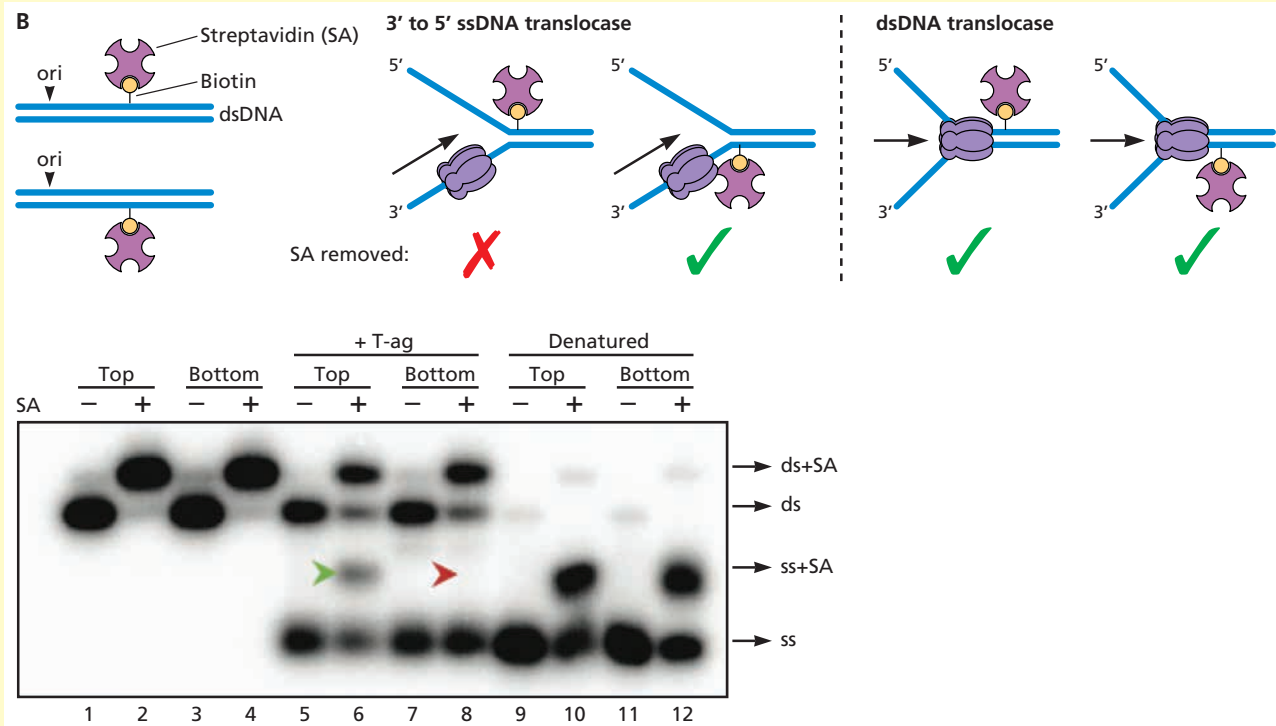 B
Streptavidin (SA)
ori
Biotin
dsDNA
ori
3′ to 5′ ssDNA translocase
5′
3′
5′
3′
SA removed:
dsDNA translocase
5′
3′
5′
3′
+ T-ag
Denatured
Top
Bottom
Top
Bottom
Top
Bottom
SA − + − + − + − + − + − +
ds+SA
ds
ss+SA
ss
1 2 3 4 5 6 7 8 9 10 11 12